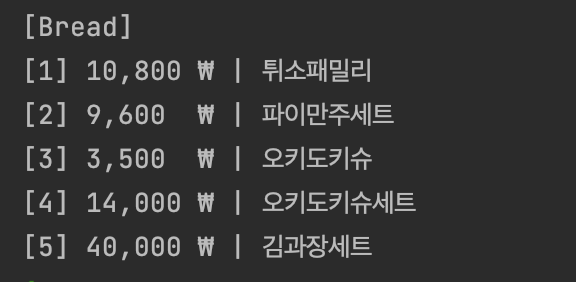 [Bread]
[1] 10,800 ₩ | 튀소패밀리
[2] 9,600  ₩ | 파이만주세트
[3] 3,500  ₩ | 오키도키슈
[4] 14,000 ₩ | 오키도키슈세트
[5] 40,000 ₩ | 김과장세트